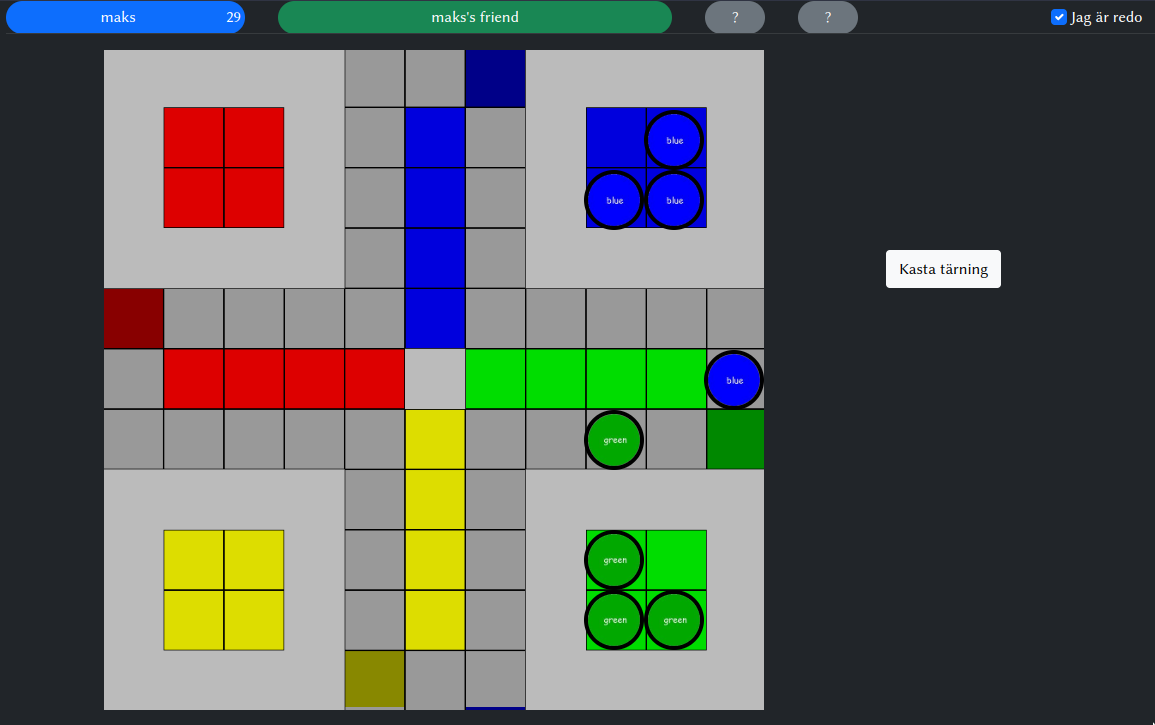 maks 29 maks's friend ? ? Jag är redo
blue
blue blue
Kasta tärning
blue
green
green
green green